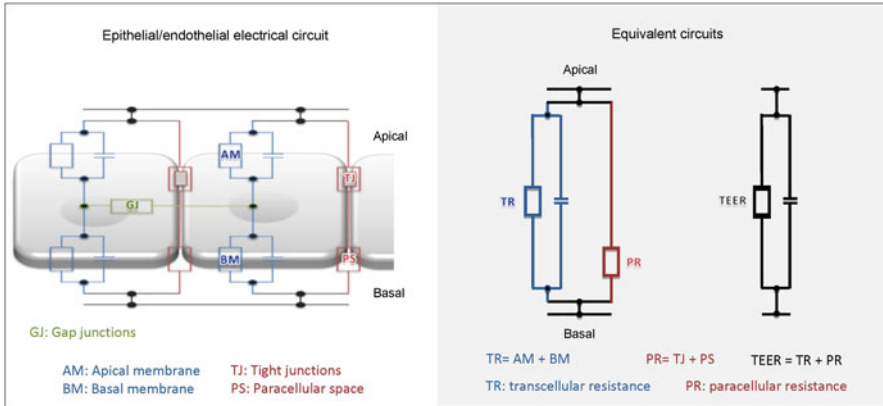 Epithelial/endothelial electrical circuit
Apical
AM
TJ
GJ
BM
PS
Basal
GJ: Gap junctions
AM: Apical membrane
TJ: Tight junctions
BM: Basal membrane
PS: Paracellular space
Equivalent circuits
Apical
TR
PR
TEER
Basal
TR= AM + BM
PR= TJ + PS
TEER = TR + PR
TR: transcellular resistance
PR: paracellular resistance